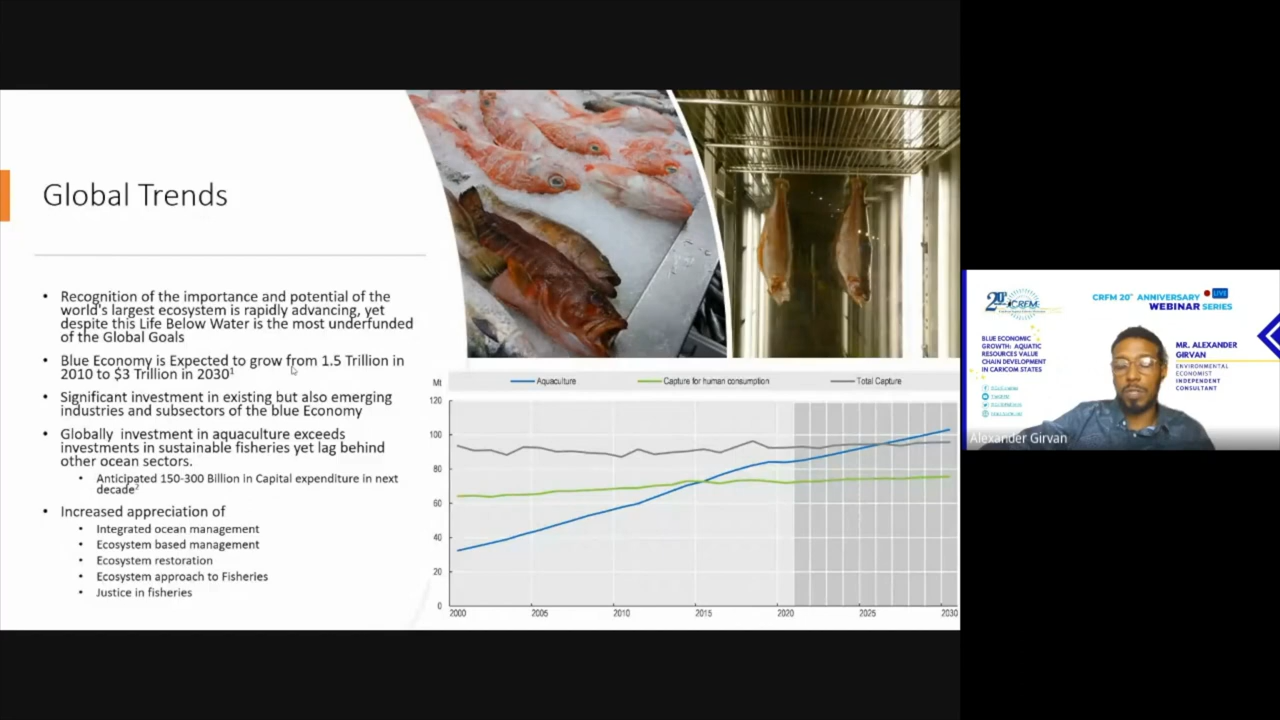 Global Trends
• Recognition of the importance and potential of the
world's largest ecosystem is rapidly advancing, yet
despite this Life Below Water is the most underfunded
of the Global Goals
• Blue Economy is Expected to grow from 1.5 Trillion in
2010 to $3 Trillion in 2030¹
• Significant investment in existing but also emerging
industries and subsectors of the blue Economy
• Globally investment in aquaculture exceeds
investments in sustainable fisheries yet lag behind
other ocean sectors.
• Anticipated 150-300 Billion in Capital expenditure in next
decade²
• Increased appreciation of
• Integrated ocean management
• Ecosystem based management
• Ecosystem restoration
• Ecosystem approach to Fisheries
• Justice in fisheries
Mt
Aquaculture
Capture for human consumption
Total Capture
120
100
80
60
40
20
0
2000 2005 2010 2015 2020 2025 2030
CRFM
CRFM 20TH ANNIVERSARY LIVE
WEBINAR SERIES
BLUE ECONOMIC
GROWTH: AQUATIC
RESOURCES VALUE
CHAIN DEVELOPMENT
IN CARICOM STATES
MR. ALEXANDER
GIRVAN
ENVIRONMENTAL
ECONOMIST
INDEPENDENT
CONSULTANT
Alexander Girvan